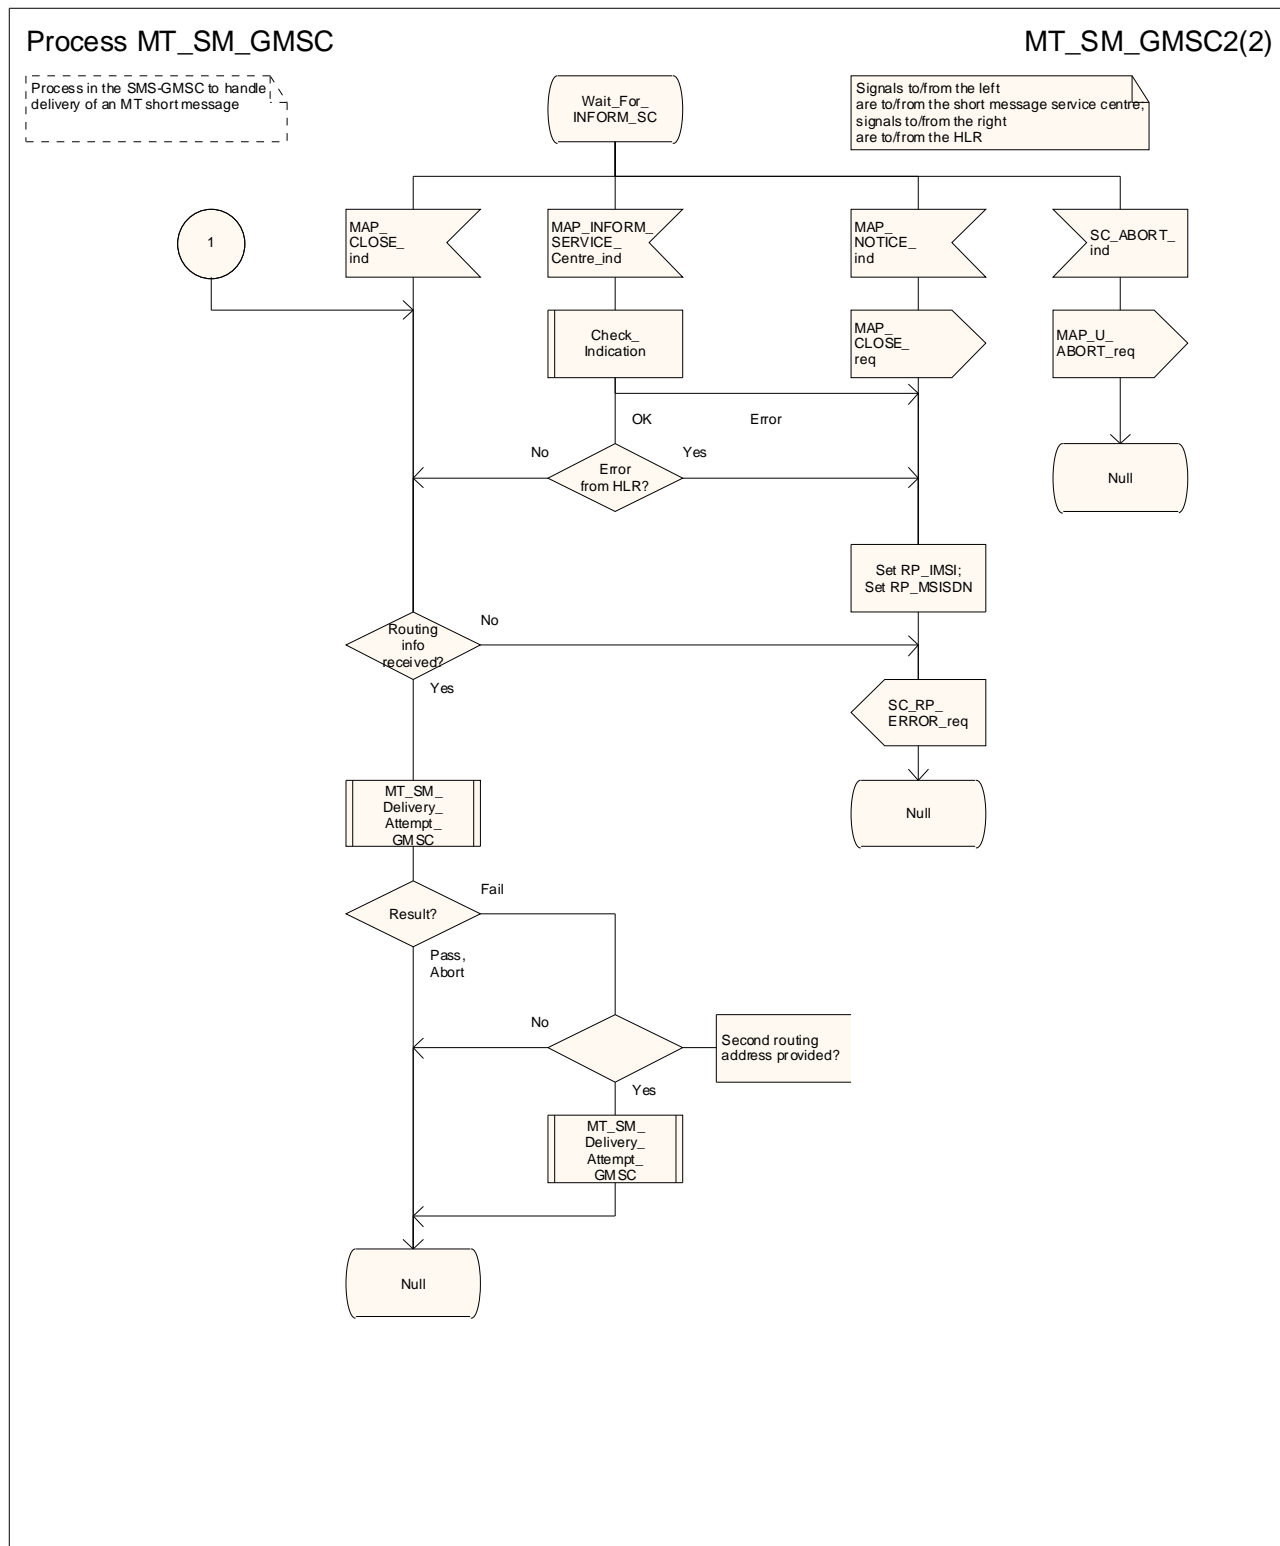 Process MT_SM_GMSC
MT_SM_GMSC2(2)
Process in the SMS-GMSC to handle
delivery of an MT short message
Wait_For_
INFORM_SC
Signals to/from the left
are to/from the short message service centre;
signals to/from the right
are to/from the HLR
1
MAP_
CLOSE_
ind
MAP_INFORM_
SERVICE_
Centre_ind
MAP_
NOTICE_
ind
SC_ABORT_
ind
Check_
Indication
MAP_
CLOSE_
req
MAP_U_
ABORT_req
OK
Error
No
Yes
Error
from HLR?
Null
Set RP_IMSI;
Set RP_MSISDN
Routing
info
received?
No
Yes
SC_RP_
ERROR_req
MT_SM_
Delivery_
Attempt_
GMSC
Null
Result?
Fail
Pass,
Abort
No
Second routing
address provided?
Yes
MT_SM_
Delivery_
Attempt_
GMSC
Null